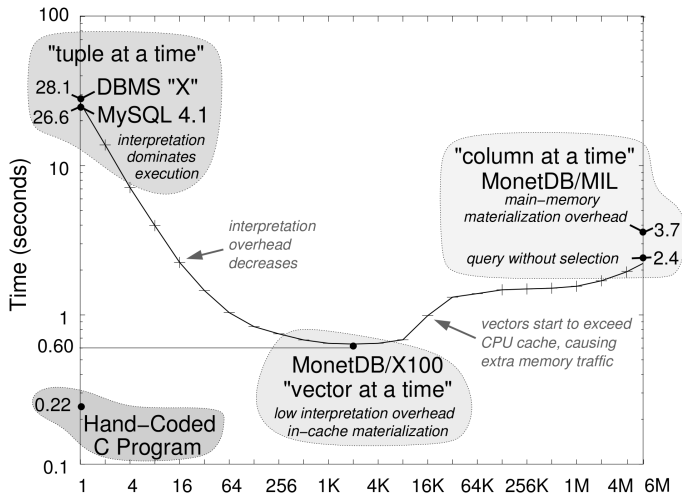 100
"tuple at a time"
28.1
DBMS "X"
26.6
MySQL 4.1
interpretation
dominates
execution
10
"column at a time"
MonetDB/MIL
main−memory
materialization overhead
3.7
query without selection
2.4
interpretation
overhead
decreases
Time (seconds)
1
0.60
vectors start to exceed
CPU cache, causing
extra memory traffic
MonetDB/X100
"vector at a time"
low interpretation overhead
in−cache materialization
0.22
Hand−Coded
C Program
0.1
1 4 16 64 256 1K 4K 16K 64K 256K 1M 4M 6M